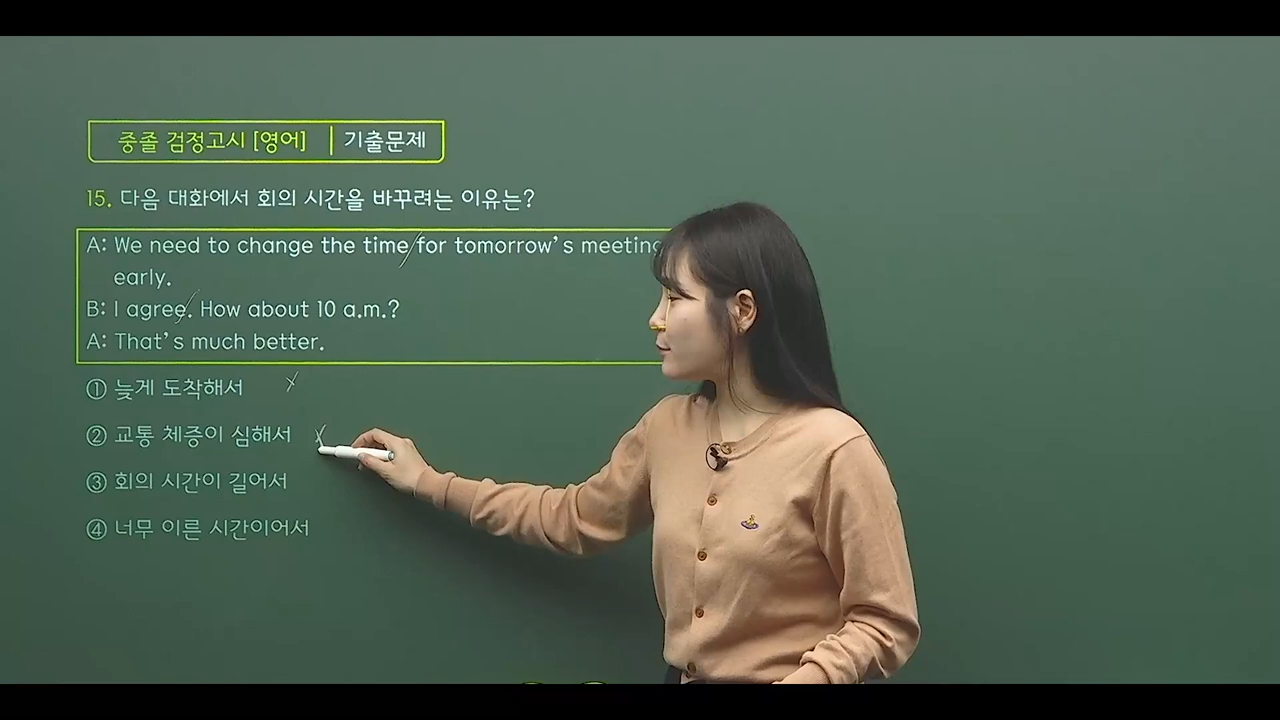 중졸 검정고시 [영어] 기출문제
15. 다음 대화에서 회의 시간을 바꾸려는 이유는?
A: We need to change the time for tomorrow's meeting
early.
B: I agree. How about 10 a.m.?
A: That's much better.
① 늦게 도착해서
② 교통 체증이 심해서
③ 회의 시간이 길어서
④ 너무 이른 시간이어서